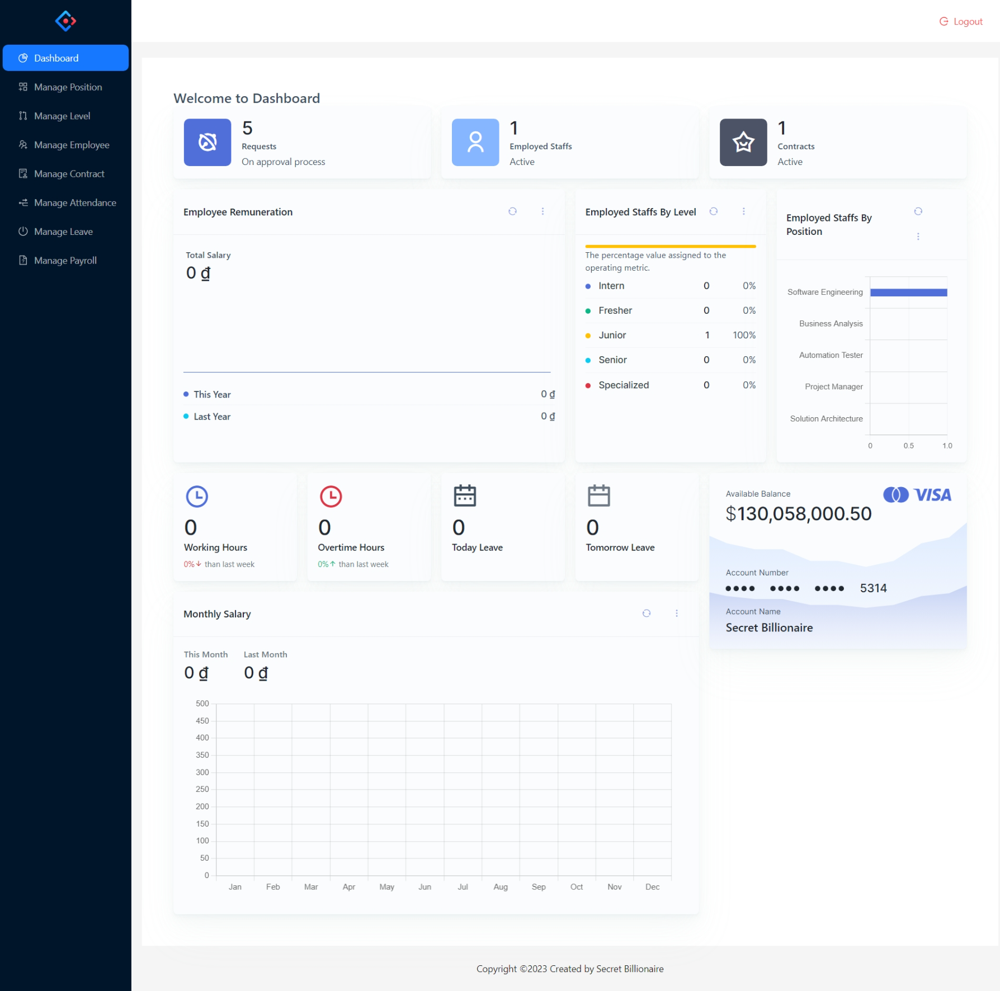 Logout
Dashboard
Manage Position
Manage Level
Manage Employee
Manage Contract
Manage Attendance
Manage Leave
Manage Payroll
Welcome to Dashboard
5
Requests
On approval process
1
Employed Staffs
Active
1
Contracts
Active
Employee Remuneration
Total Salary
0 ₫
This Year 0 ₫
Last Year 0 ₫
Employed Staffs By Level
The percentage value assigned to the
operating metric.
Intern 0 0%
Fresher 0 0%
Junior 1 100%
Senior 0 0%
Specialized 0 0%
Employed Staffs By
Position
Software Engineering
Business Analysis
Automation Tester
Project Manager
Solution Architecture
0 0.5 1.0
0
Working Hours
0% than last week
0
Overtime Hours
0% than last week
0
Today Leave
0
Tomorrow Leave
Available Balance
VISA
$130,058,000.50
Account Number
●●●● ●●●● ●●●● 5314
Account Name
Secret Billionaire
Monthly Salary
This Month Last Month
0 ₫ 0 ₫
500
450
400
350
300
250
200
150
100
50
0
Jan Feb Mar Apr May Jun Jul Aug Sep Oct Nov Dec
Copyright ©2023 Created by Secret Billionaire